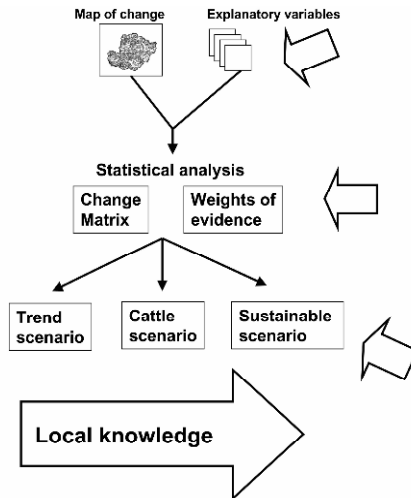 Map of change
Explanatory variables
Statistical analysis
Change
Matrix
Weights of
evidence
Trend
scenario
Cattle
scenario
Sustainable
scenario
Local knowledge